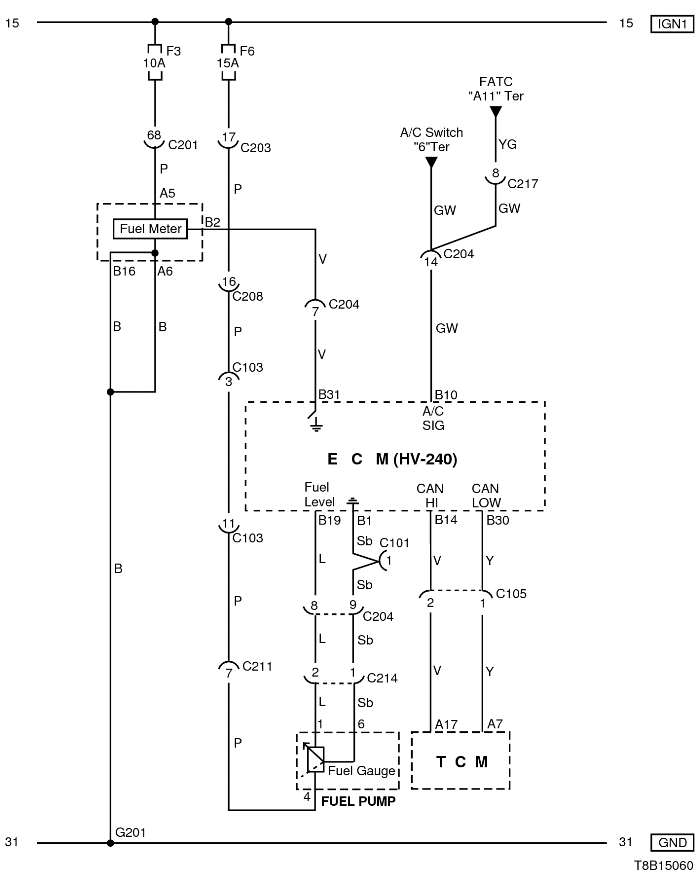 15
15 IGN1
F3
10A
F6
15A
FATC
"A11" Ter
A/C Switch
"6"Ter
68 C201
17 C203
YG
8 C217
P
A5
P
GW
GW
Fuel Meter
B2
C204
14
B16
A6
V
16
C208
C204
7
B
B
P
V
GW
C103
3
B31
B10
A/C
SIG
E C M (HV-240)
Fuel
Level
CAN
HI
CAN
LOW
11
C103
B19
B1
B14
B30
Sb
C101
1
L
V
Y
B
Sb
P
8
9
C204
2
1
C105
L
Sb
C211
7
2
1
C214
V
Y
L
Sb
1
6
A17
A7
P
Fuel Gauge
T C M
4
FUEL PUMP
G201
31
31 GND
T8B15060